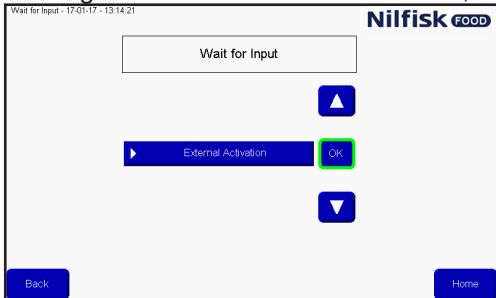 Wait for Input - 17-01-17 - 13:14:21
Nilfisk FOOD
Wait for Input
External Activation
OK
Back
Home